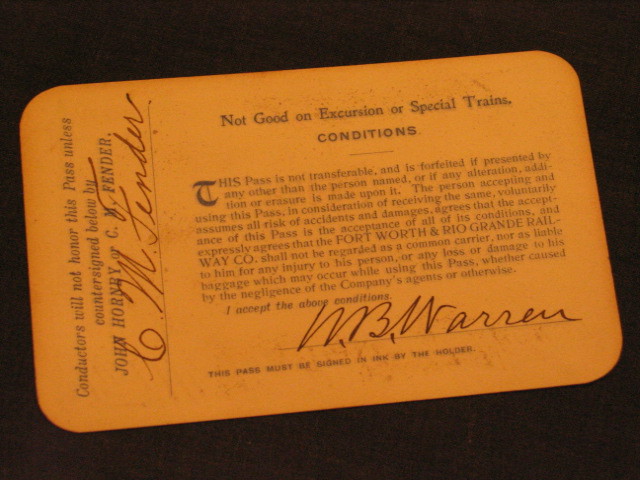 Not Good on Excursion or Special Trains.
CONDITIONS.
THIS Pass is not transferable, and is forfeited if presented by
any other than the person named, or if any alteration, addi-
tion or erasure is made upon it. The person accepting and
using this Pass, in consideration of receiving the same, voluntarily
assumes all risk of accidents and damages, agrees that the accept-
ance of this Pass is the acceptance of all of its conditions, and
expressly agrees that the FORT WORTH & RIO GRANDE RAIL-
WAY CO. shall not be regarded as a common carrier, nor as liable
to him for any injury to his person, or any loss or damage to his
baggage which may occur while using this Pass, whether caused
by the negligence of the Company's agents or otherwise.
I accept the above conditions.
W. B. Warren
THIS PASS MUST BE SIGNED IN INK BY THE HOLDER.
Conductors will not honor this Pass unless
countersigned below by
JOHN HORNBY or C. M. FENDER.
C. M. Fender